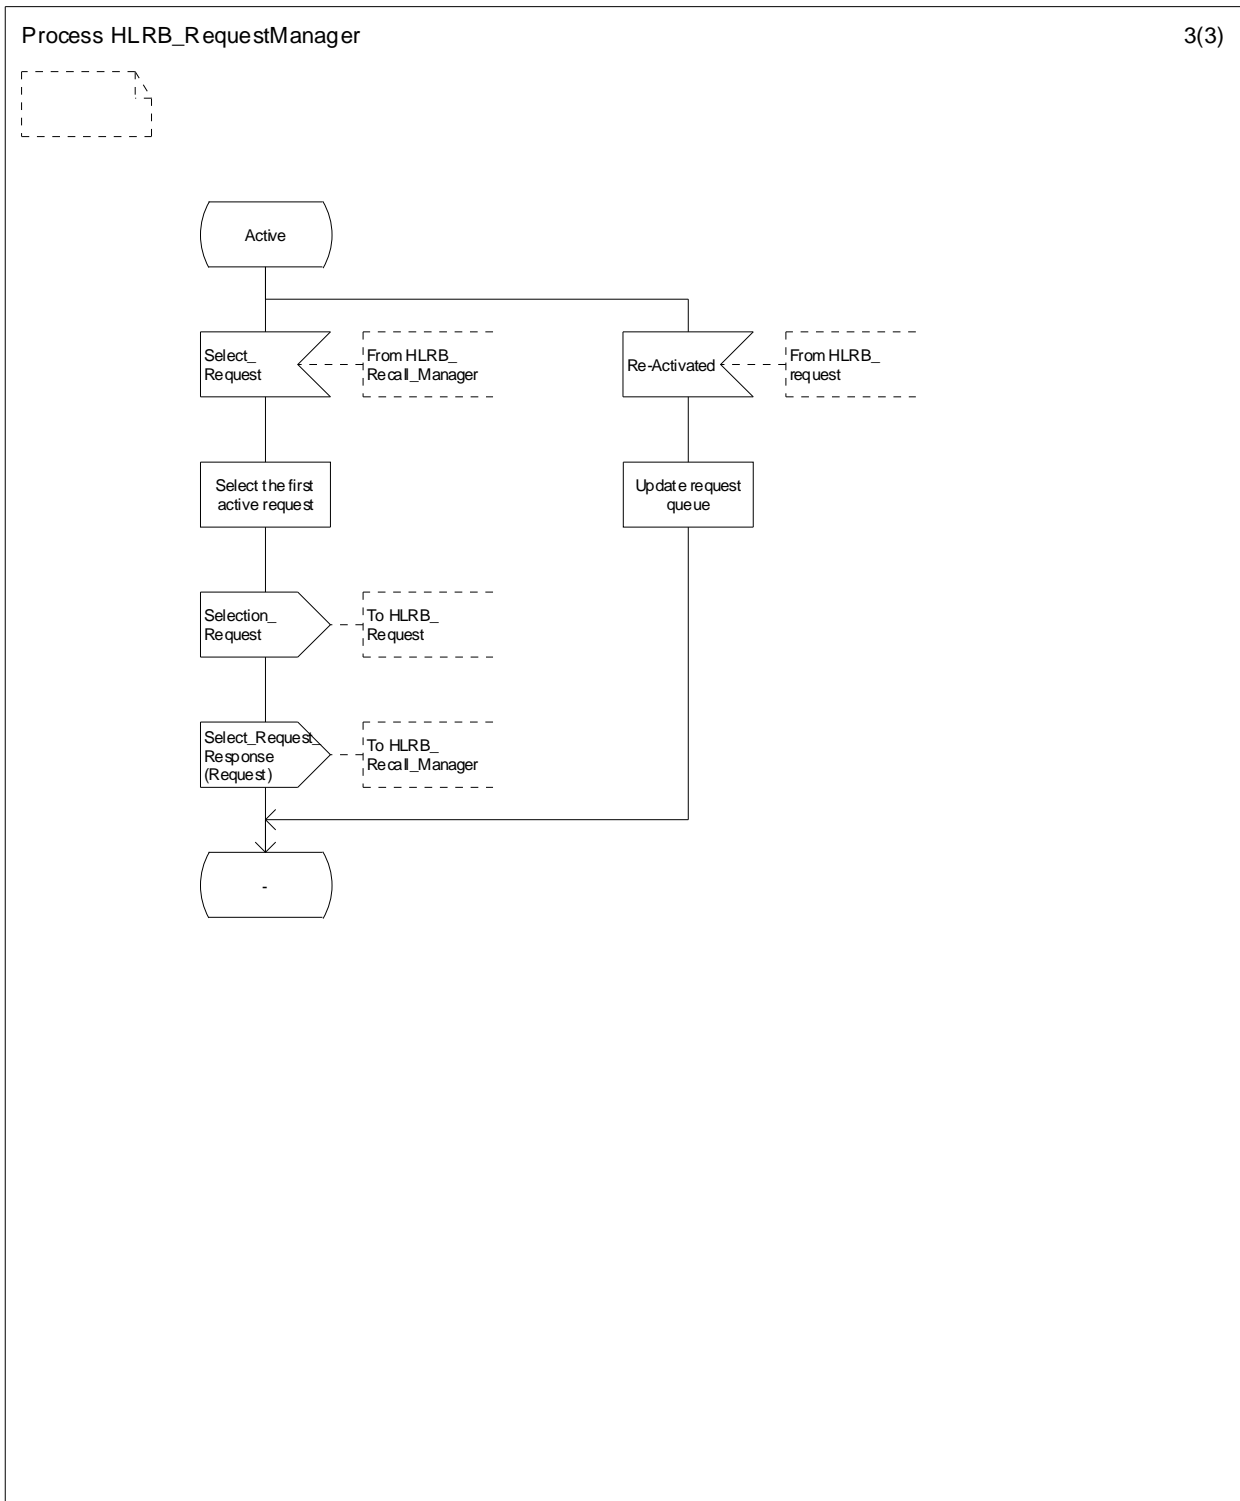 Process HLRB_RequestManager
3(3)
Active
Select_
Request
From HLRB_
Recall_Manager
Re-Activated
From HLRB_
request
Select the first
active request
Update request
queue
Selection_
Request
To HLRB_
Request
Select_Request_
Response
(Request)
To HLRB_
Recall_Manager
-